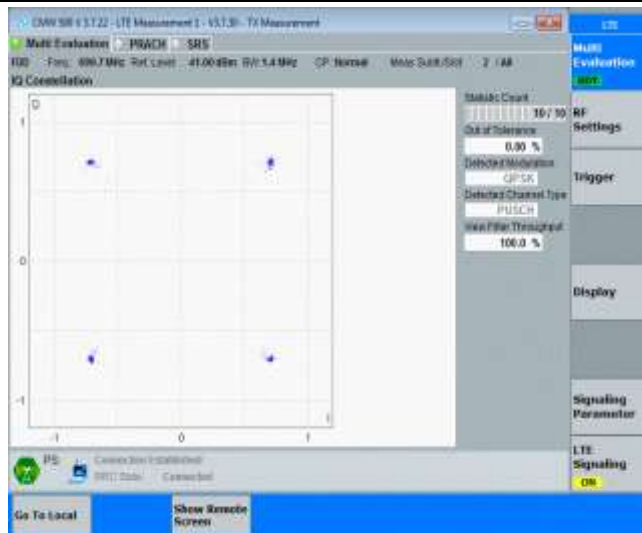 CMW 500 V 3.7.22 - LTE Measurement 1 - V3.7.30 - TX Measurement
Multi Evaluation PRACH SRS
FDD Freq.: 699.7 MHz Ref. Level: 41.00 dBm BW: 1.4 MHz CP: Normal Meas Subfr./Slot 2 / All
IQ Constellation
Q
1
0
-1
-1 0 1
I
Statistic Count
10 / 10
Out of Tolerance
0.00 %
Detected Modulation
QPSK
Detected Channel Type
PUSCH
View Filter Throughput
100.0 %
PS:
Connection Established
RRC State: Connected
LTE
Multi
Evaluation
RDY
RF
Settings
Trigger
Display
Signaling
Parameter
LTE
Signaling
ON
Go To Local
Show Remote
Screen